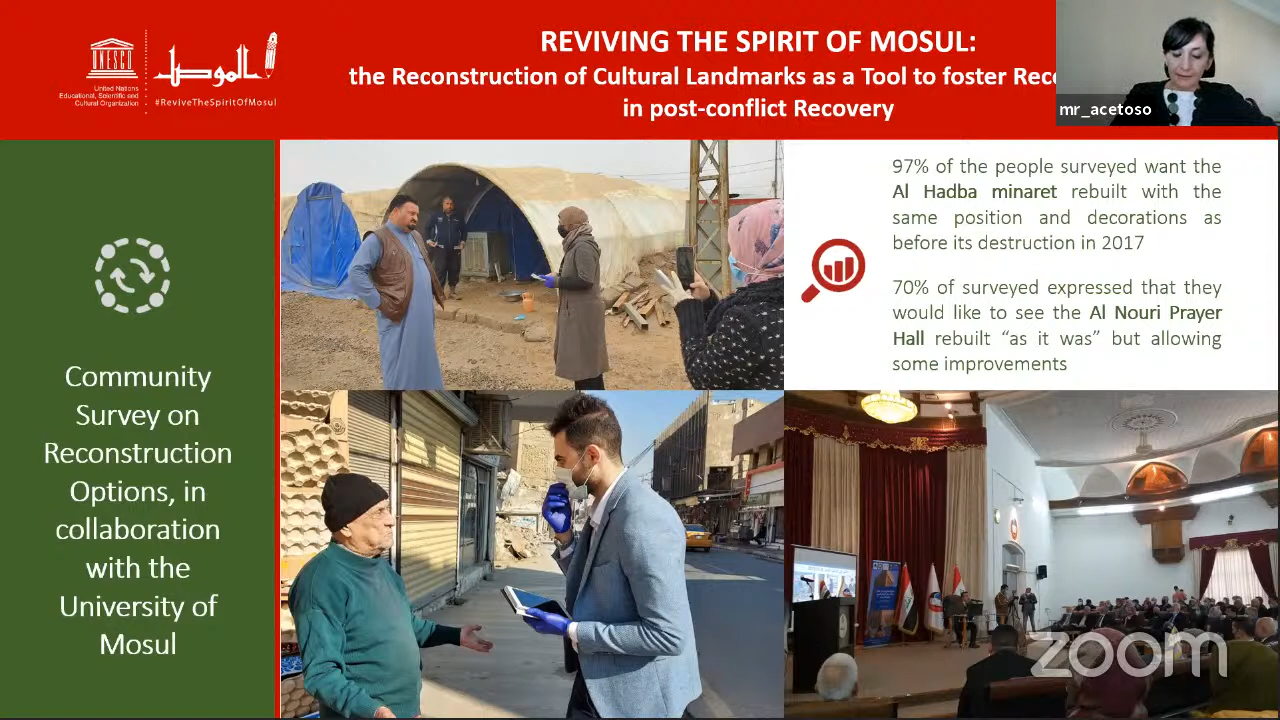 UNESCO
United Nations
Educational, Scientific and
Cultural Organization
الموصل
#ReviveTheSpiritOfMosul
REVIVING THE SPIRIT OF MOSUL:
the Reconstruction of Cultural Landmarks as a Tool to foster
in post-conflict Recovery
mr_acetoso
Community
Survey on
Reconstruction
Options, in
collaboration
with the
University of
Mosul
97% of the people surveyed want the
Al Hadba minaret rebuilt with the
same position and decorations as
before its destruction in 2017
70% of surveyed expressed that they
would like to see the Al Nouri Prayer
Hall rebuilt “as it was” but allowing
some improvements
zoom